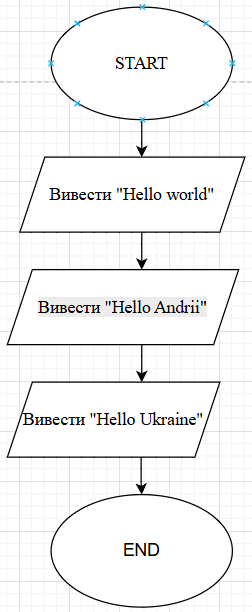 START
Вивести "Hello world"
Вивести "Hello Andrii"
Вивести "Hello Ukraine"
END